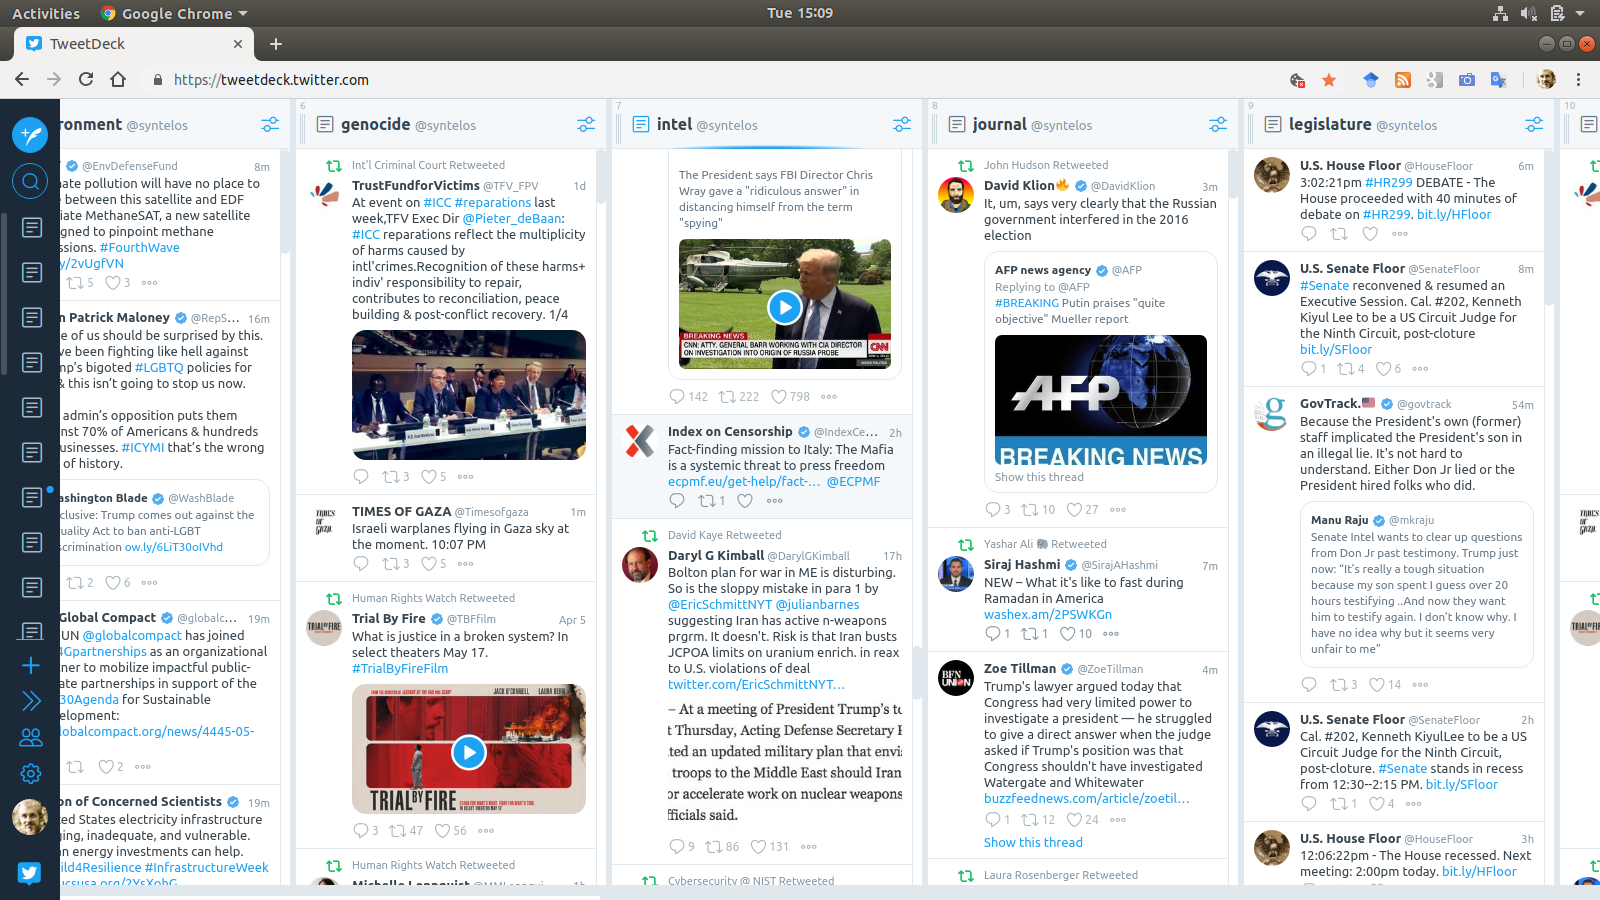 Activities
Google Chrome
Tue 15:09
TweetDeck
https://tweetdeck.twitter.com
ronment @syntelos
@EnvDefenseFund 8m
ate pollution will have no place to
e between this satellite and EDF
iate MethaneSAT, a new satellite
igned to pinpoint methane
ssions. #FourthWave
y/2vUgfVN
5 3
n Patrick Maloney @RepS... 16m
e of us should be surprised by this.
ve been fighting like hell against
mp's bigoted #LGBTQ policies for
& this isn't going to stop us now.
admin's opposition puts them
nst 70% of Americans & hundreds
usinesses. #ICYMI that's the wrong
of history.
ashington Blade @WashBlade
clusive: Trump comes out against the
uality Act to ban anti-LGBT
scrimination ow.ly/6LiT30oIVhd
2 6
Global Compact @globalc... 19m
UN @globalcompact has joined
4Gpartnerships as an organizational
ner to mobilize impactful public-
ate partnerships in support of the
30Agenda for Sustainable
elopment:
lobalcompact.org/news/4445-05-
2
on of Concerned Scientists 19m
ed States electricity infrastructure
ging, inadequate, and vulnerable.
an energy investments can help.
ild4Resilience #InfrastructureWeek
ucsusa.org/2YsXobG
6
genocide @syntelos
Int'l Criminal Court Retweeted
TrustFundforVictims @TFV_FPV 1d
At event on #ICC #reparations last
week,TFV Exec Dir @Pieter_deBaan:
#ICC reparations reflect the multiplicity
of harms caused by
intl'crimes.Recognition of these harms+
indiv' responsibility to repair,
contributes to reconciliation, peace
building & post-conflict recovery. 1/4
3 5
TIMES OF GAZA @Timesofgaza 1m
TIMES OF GAZA
Israeli warplanes flying in Gaza sky at
the moment. 10:07 PM
3 5
Human Rights Watch Retweeted
Trial By Fire @TBFFilm Apr 5
TRIAL BY FIRE
What is justice in a broken system? In
select theaters May 17.
#TrialByFireFilm
JACK O'CONNELL LAURA DERN
TRIAL BY FIRE
3 47 56
Human Rights Watch Retweeted
7
intel @syntelos
The President says FBI Director Chris
Wray gave a "ridiculous answer" in
distancing himself from the term
"spying"
BREAKING NEWS
CNN: ATTY. GENERAL BARR WORKING WITH CIA DIRECTOR
ON INVESTIGATION INTO ORIGIN OF RUSSIA PROBE
CNN
142 222 798
Index on Censorship @IndexCe... 2h
Fact-finding mission to Italy: The Mafia
is a systemic threat to press freedom
ecpmf.eu/get-help/fact-... @ECPMF
1
David Kaye Retweeted
Daryl G Kimball @DarylGKimball 17h
Bolton plan for war in ME is disturbing.
So is the sloppy mistake in para 1 by
@EricSchmittNYT @julianbarnes
suggesting Iran has active n-weapons
prgrm. It doesn't. Risk is that Iran busts
JCPOA limits on uranium enrich. in reax
to U.S. violations of deal
twitter.com/EricSchmittNYT...
– At a meeting of President Trump's to
t Thursday, Acting Defense Secretary
ted an updated military plan that envi
troops to the Middle East should Iran
or accelerate work on nuclear weapons
fficials said.
9 86 131
Cybersecurity @ NIST Retweeted
8
journal @syntelos
John Hudson Retweeted
David Klion🔥 @DavidKlion 3m
It, um, says very clearly that the Russian
government interfered in the 2016
election
AFP news agency @AFP
Replying to @AFP
#BREAKING Putin praises "quite
objective" Mueller report
AFP
BREAKING NEWS
Show this thread
3 10 27
Yashar Ali 🐘 Retweeted
Siraj Hashmi @SirajAHashmi 7m
NEW – What it's like to fast during
Ramadan in America
washex.am/2PSWKGn
1 1 10
Zoe Tillman @ZoeTillman 4m
BFN UNION
Trump's lawyer argued today that
Congress had very limited power to
investigate a president — he struggled
to give a direct answer when the judge
asked if Trump's position was that
Congress shouldn't have investigated
Watergate and Whitewater
buzzfeednews.com/article/zoetil...
1 12 24
Show this thread
Laura Rosenberger Retweeted
9
legislature @syntelos
U.S. House Floor @HouseFloor 6m
3:02:21pm #HR299 DEBATE - The
House proceeded with 40 minutes of
debate on #HR299. bit.ly/HFloor
U.S. Senate Floor @SenateFloor 8m
#Senate reconvened & resumed an
Executive Session. Cal. #202, Kenneth
Kiyul Lee to be a US Circuit Judge for
the Ninth Circuit, post-cloture
bit.ly/SFloor
1 4 6
GovTrack.🇺🇸 @govtrack 54m
Because the President's own (former)
staff implicated the President's son in
an illegal lie. It's not hard to
understand. Either Don Jr lied or the
President hired folks who did.
Manu Raju @mkraju
Senate Intel wants to clear up questions
from Don Jr past testimony. Trump just
now: "It's really a tough situation
because my son spent I guess over 20
hours testifying ..And now they want
him to testify again. I don't know why. I
have no idea why but it seems very
unfair to me"
3 14
U.S. Senate Floor @SenateFloor 2h
Cal. #202, Kenneth KiyulLee to be a US
Circuit Judge for the Ninth Circuit,
post-cloture. #Senate stands in recess
from 12:30--2:15 PM. bit.ly/SFloor
1 4
U.S. House Floor @HouseFloor 3h
12:06:22pm - The House recessed. Next
meeting: 2:00pm today. bit.ly/HFloor
10